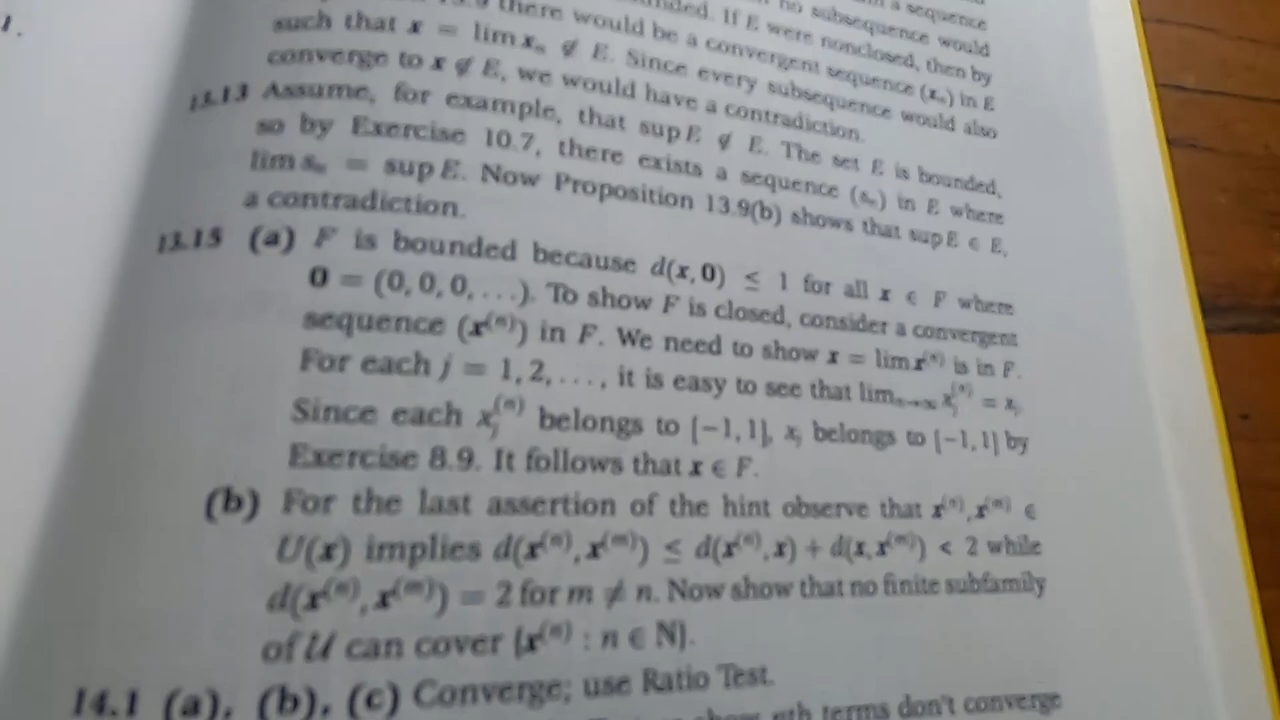 1.
a sequence
no subsequence would
there would be a convergent sequence (xₙ) in E
If E were nonclosed, then by
such that x = lim xₙ ∉ E. Since every subsequence would also
converge to x ∉ E, we would have a contradiction.
13.13 Assume, for example, that sup E ∉ E. The set E is bounded,
so by Exercise 10.7, there exists a sequence (sₙ) in E where
lim sₙ = sup E. Now Proposition 13.9(b) shows that sup E ∈ E,
a contradiction.
13.15 (a) F is bounded because d(x, 0) ≤ 1 for all x ∈ F where
0 = (0, 0, 0, . . .). To show F is closed, consider a convergent
sequence (x⁽ⁿ⁾) in F. We need to show x = lim x⁽ⁿ⁾ is in F.
For each j = 1, 2, . . . , it is easy to see that limₙ→∞ xⱼ⁽ⁿ⁾ = xⱼ.
Since each xⱼ⁽ⁿ⁾ belongs to [−1, 1], xⱼ belongs to [−1, 1] by
Exercise 8.9. It follows that x ∈ F.
(b) For the last assertion of the hint observe that x⁽ⁿ⁾, x⁽ᵐ⁾ ∈
U(x) implies d(x⁽ⁿ⁾, x⁽ᵐ⁾) ≤ d(x⁽ⁿ⁾, x) + d(x, x⁽ᵐ⁾) < 2 while
d(x⁽ⁿ⁾, x⁽ᵐ⁾) = 2 for m ≠ n. Now show that no finite subfamily
of U can cover {x⁽ⁿ⁾ : n ∈ N}.
14.1 (a), (b), (c) Converge; use Ratio Test.
show nth terms don't converge